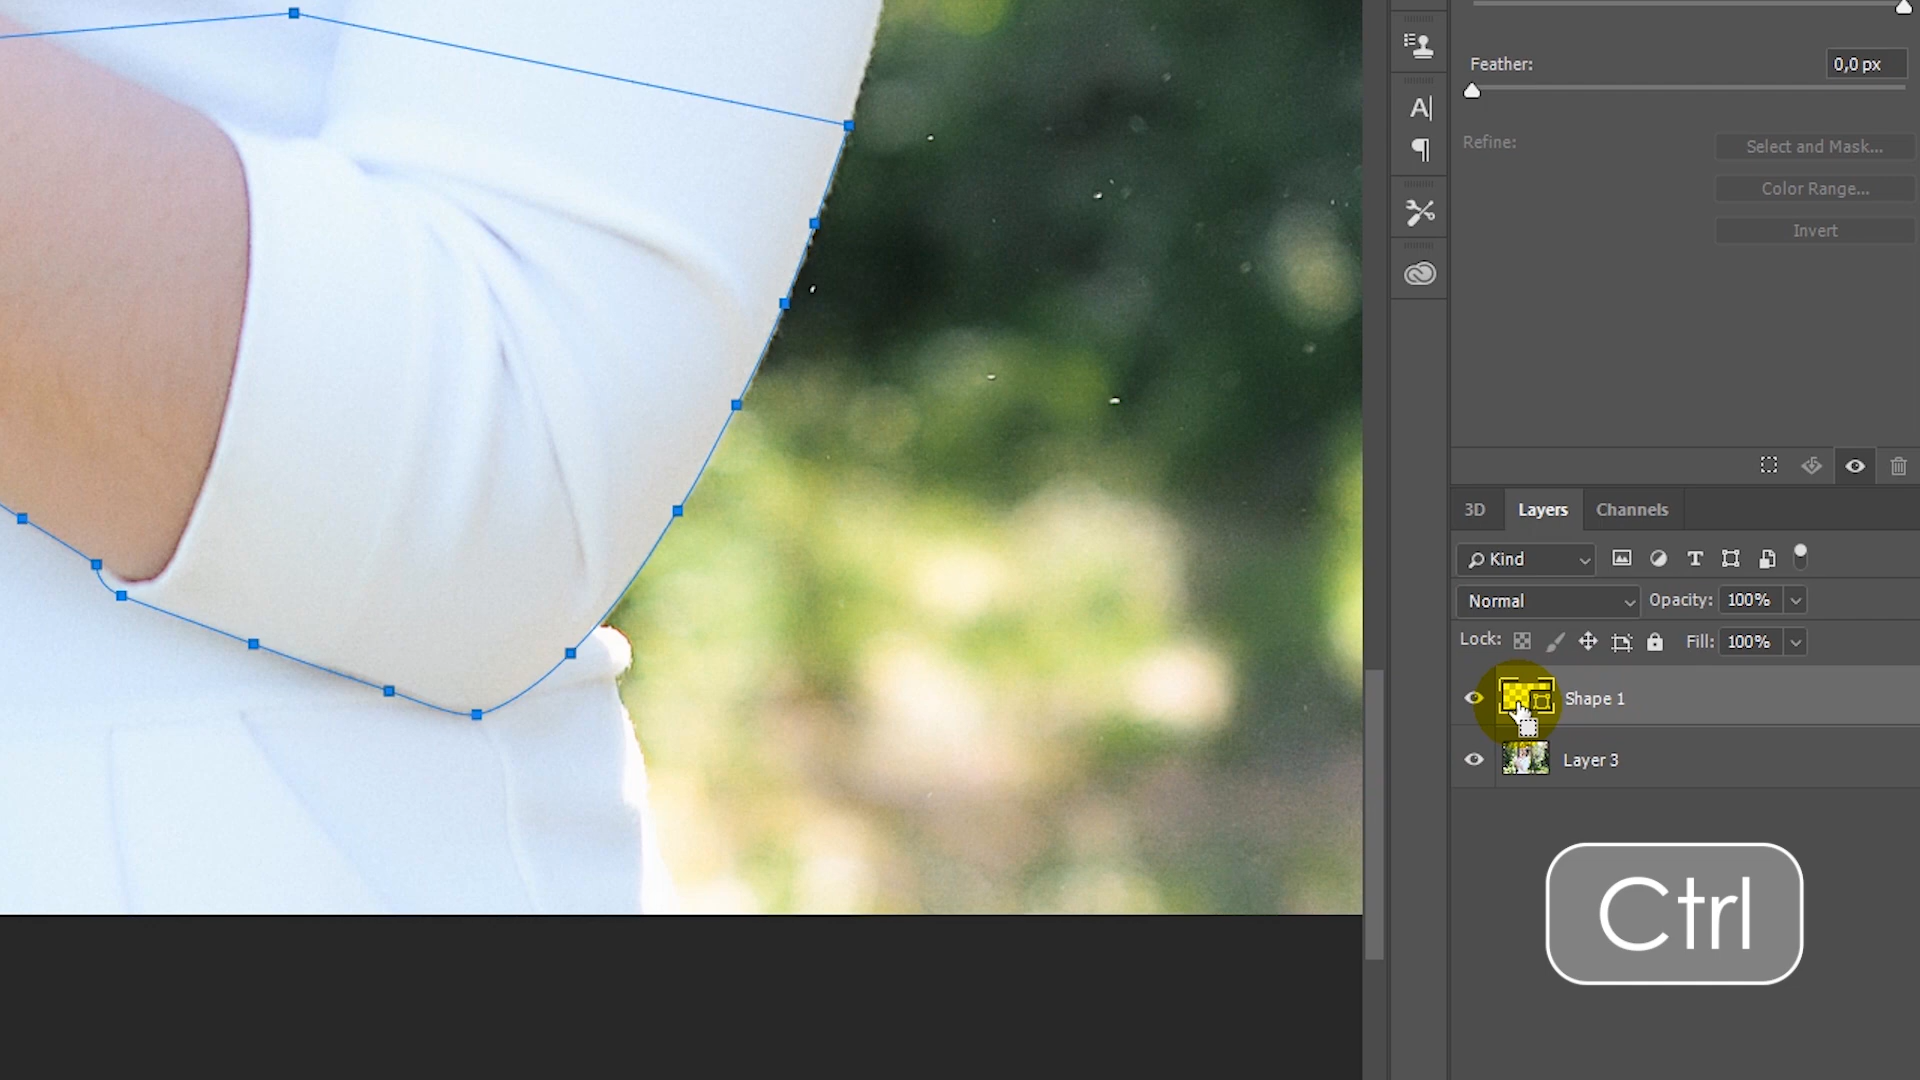 Feather:
0,0 px
Refine:
Select and Mask...
Color Range...
Invert
3D
Layers
Channels
Kind
Normal
Opacity:
100%
Lock:
Fill:
100%
Shape 1
Layer 3
Ctrl